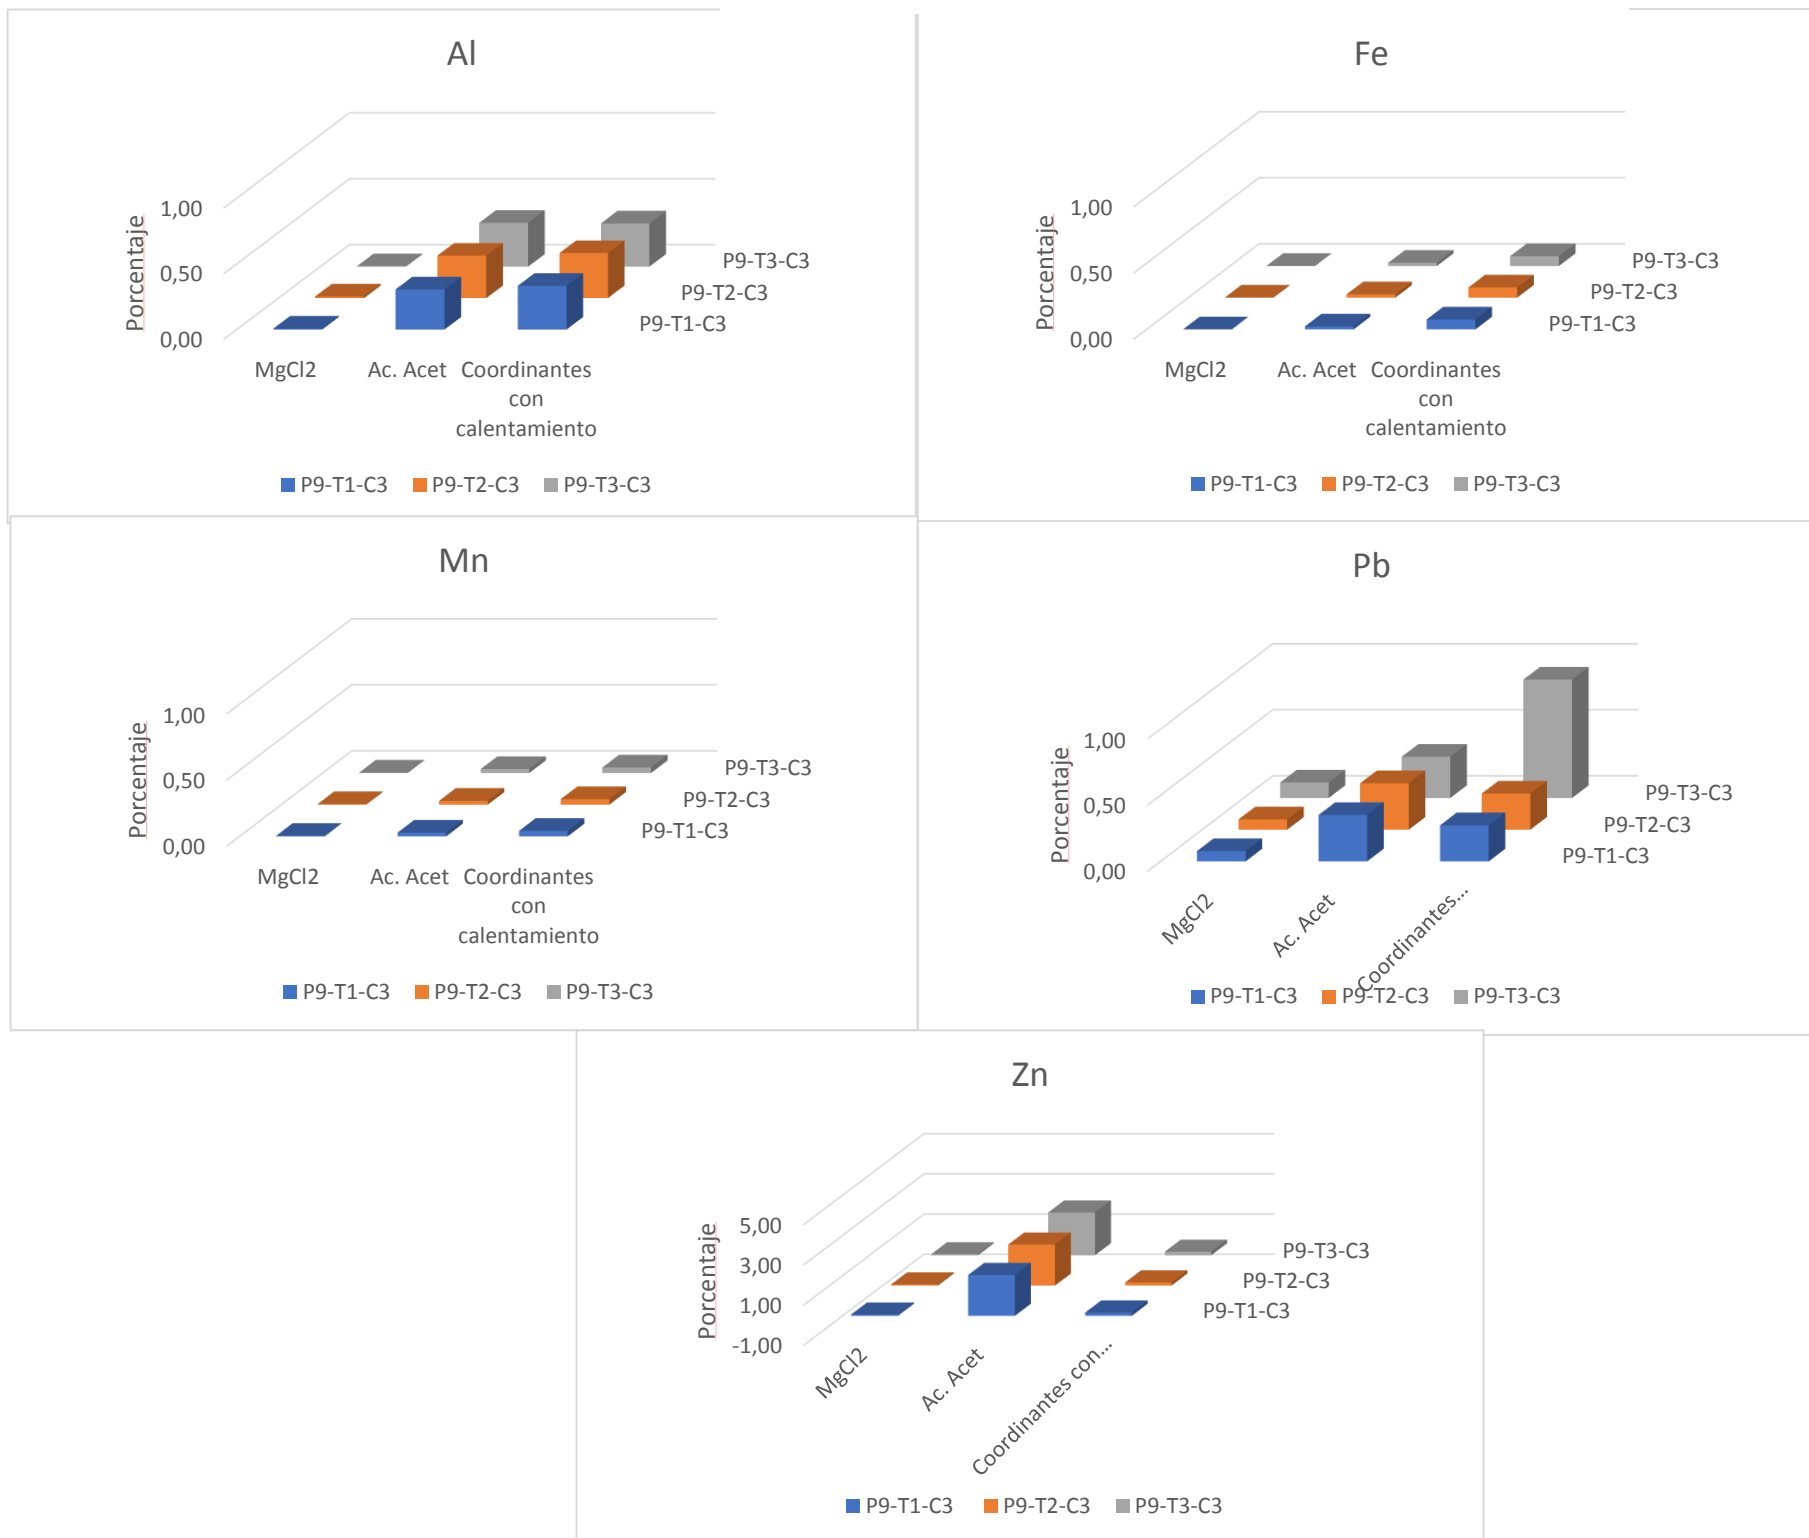 Al
Porcentaje
1,00
0,50
0,00
P9-T3-C3
P9-T2-C3
P9-T1-C3
MgCl2
Ac. Acet
Coordinantes
con
calentamiento
P9-T1-C3 P9-T2-C3 P9-T3-C3
Fe
Porcentaje
1,00
0,50
0,00
P9-T3-C3
P9-T2-C3
P9-T1-C3
MgCl2
Ac. Acet
Coordinantes
con
calentamiento
P9-T1-C3 P9-T2-C3 P9-T3-C3
Mn
Porcentaje
1,00
0,50
0,00
P9-T3-C3
P9-T2-C3
P9-T1-C3
MgCl2
Ac. Acet
Coordinantes
con
calentamiento
P9-T1-C3 P9-T2-C3 P9-T3-C3
Pb
Porcentaje
1,00
0,50
0,00
P9-T3-C3
P9-T2-C3
P9-T1-C3
MgCl2
Ac. Acet
Coordinantes...
P9-T1-C3 P9-T2-C3 P9-T3-C3
Zn
Porcentaje
5,00
3,00
1,00
-1,00
P9-T3-C3
P9-T2-C3
P9-T1-C3
MgCl2
Ac. Acet
Coordinantes con...
P9-T1-C3 P9-T2-C3 P9-T3-C3